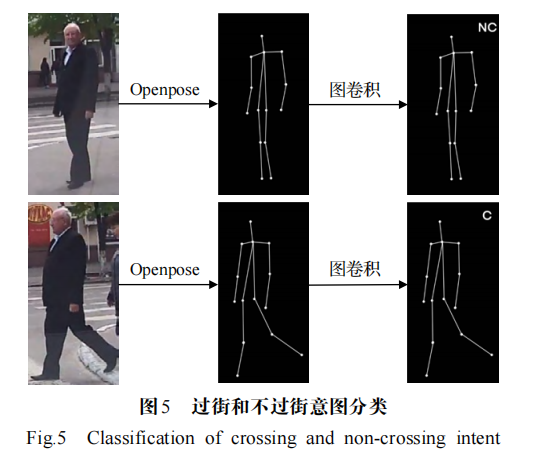 NC
Openpose
图卷积
C
Openpose
图卷积
图5 过街和不过街意图分类
Fig.5 Classification of crossing and non-crossing intent